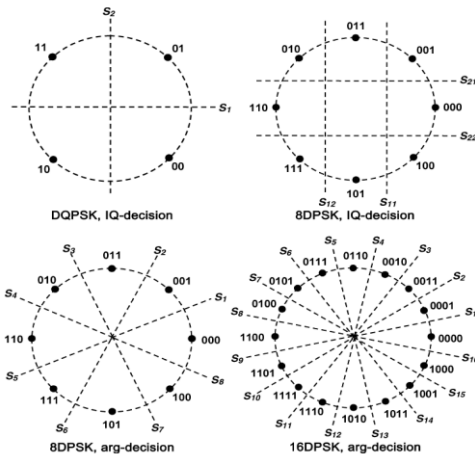 S2
11
01
S1
10
00
DQPSK, IQ-decision
011
010
001
S21
110
000
S22
111
100
101
S12
S11
8DPSK, IQ-decision
S3
011
S2
010
001
S4
S1
110
000
S5
S8
111
100
101
S6
S7
8DPSK, arg-decision
S5
S4
S6
0110
S3
0111
0010
S7
0101
0011
S2
0100
0001
S8
S1
1100
0000
S9
S16
1101
1000
S10
S15
1111
1001
1110
1011
S14
S11
1010
S12
S13
16DPSK, arg-decision